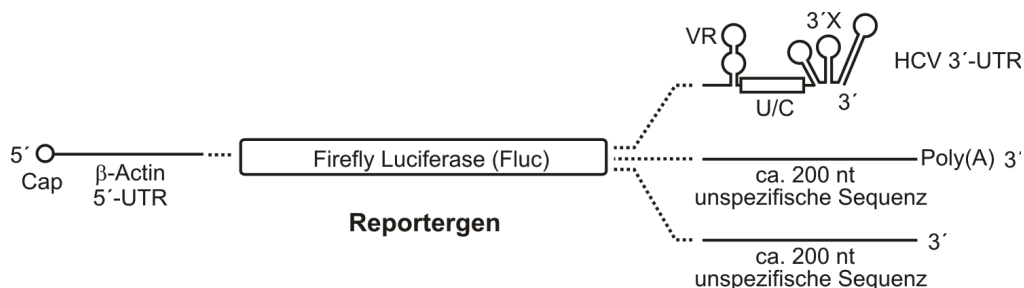 VR
3´X
HCV 3´-UTR
U/C
3´
5´
Cap
β-Actin
5´-UTR
Firefly Luciferase (Fluc)
Reportergen
Poly(A) 3´
ca. 200 nt
unspezifische Sequenz
3´
ca. 200 nt
unspezifische Sequenz